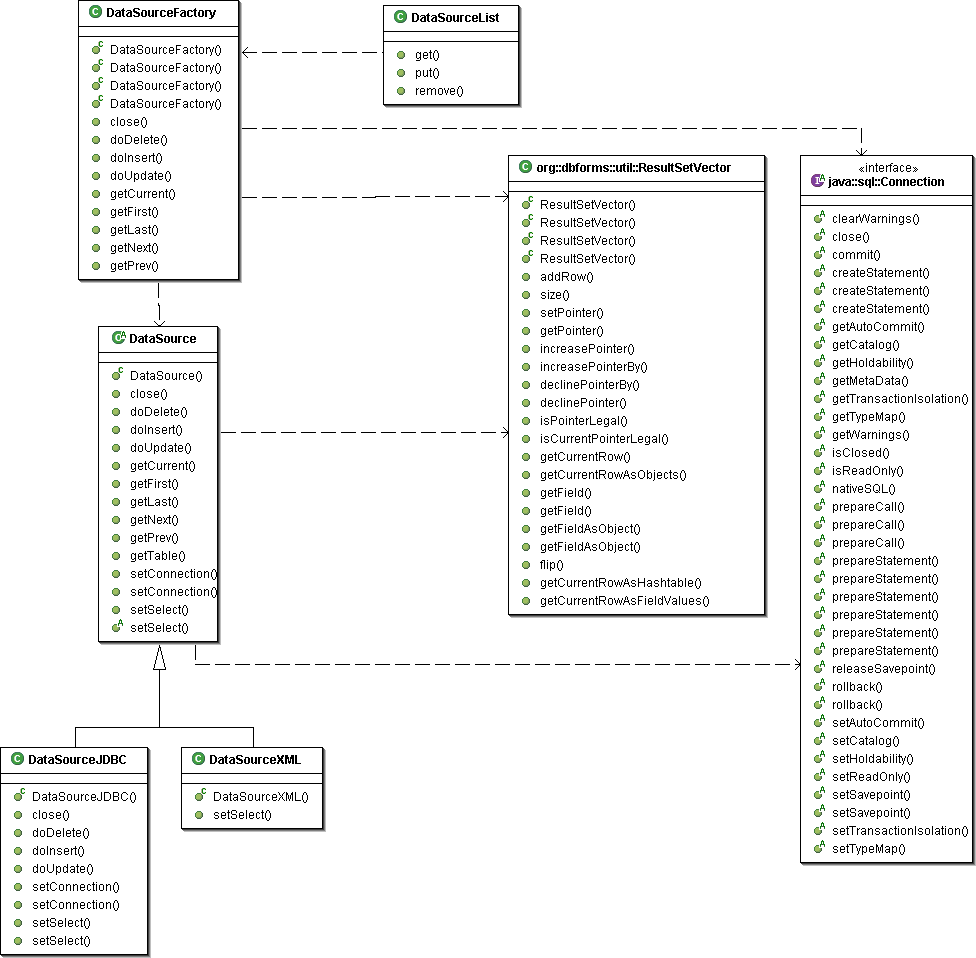 DataSourceFactory
DataSourceFactory()
DataSourceFactory()
DataSourceFactory()
DataSourceFactory()
close()
doDelete()
doInsert()
doUpdate()
getCurrent()
getFirst()
getLast()
getNext()
getPrev()
DataSourceList
get()
put()
remove()
org::dbforms::util::ResultSetVector
ResultSetVector()
ResultSetVector()
ResultSetVector()
ResultSetVector()
addRow()
size()
setPointer()
getPointer()
increasePointer()
increasePointerBy()
declinePointerBy()
declinePointer()
isPointerLegal()
isCurrentPointerLegal()
getCurrentRow()
getCurrentRowAsObjects()
getField()
getField()
getFieldAsObject()
getFieldAsObject()
flip()
getCurrentRowAsHashtable()
getCurrentRowAsFieldValues()
«interface»
java::sql::Connection
clearWarnings()
close()
commit()
createStatement()
createStatement()
createStatement()
getAutoCommit()
getCatalog()
getHoldability()
getMetaData()
getTransactionIsolation()
getTypeMap()
getWarnings()
isClosed()
isReadOnly()
nativeSQL()
prepareCall()
prepareCall()
prepareCall()
prepareStatement()
prepareStatement()
prepareStatement()
prepareStatement()
prepareStatement()
prepareStatement()
releaseSavepoint()
rollback()
rollback()
setAutoCommit()
setCatalog()
setHoldability()
setReadOnly()
setSavepoint()
setSavepoint()
setTransactionIsolation()
setTypeMap()
DataSource
DataSource()
close()
doDelete()
doInsert()
doUpdate()
getCurrent()
getFirst()
getLast()
getNext()
getPrev()
getTable()
setConnection()
setConnection()
setSelect()
setSelect()
DataSourceJDBC
DataSourceJDBC()
close()
doDelete()
doInsert()
doUpdate()
setConnection()
setConnection()
setSelect()
setSelect()
DataSourceXML
DataSourceXML()
setSelect()